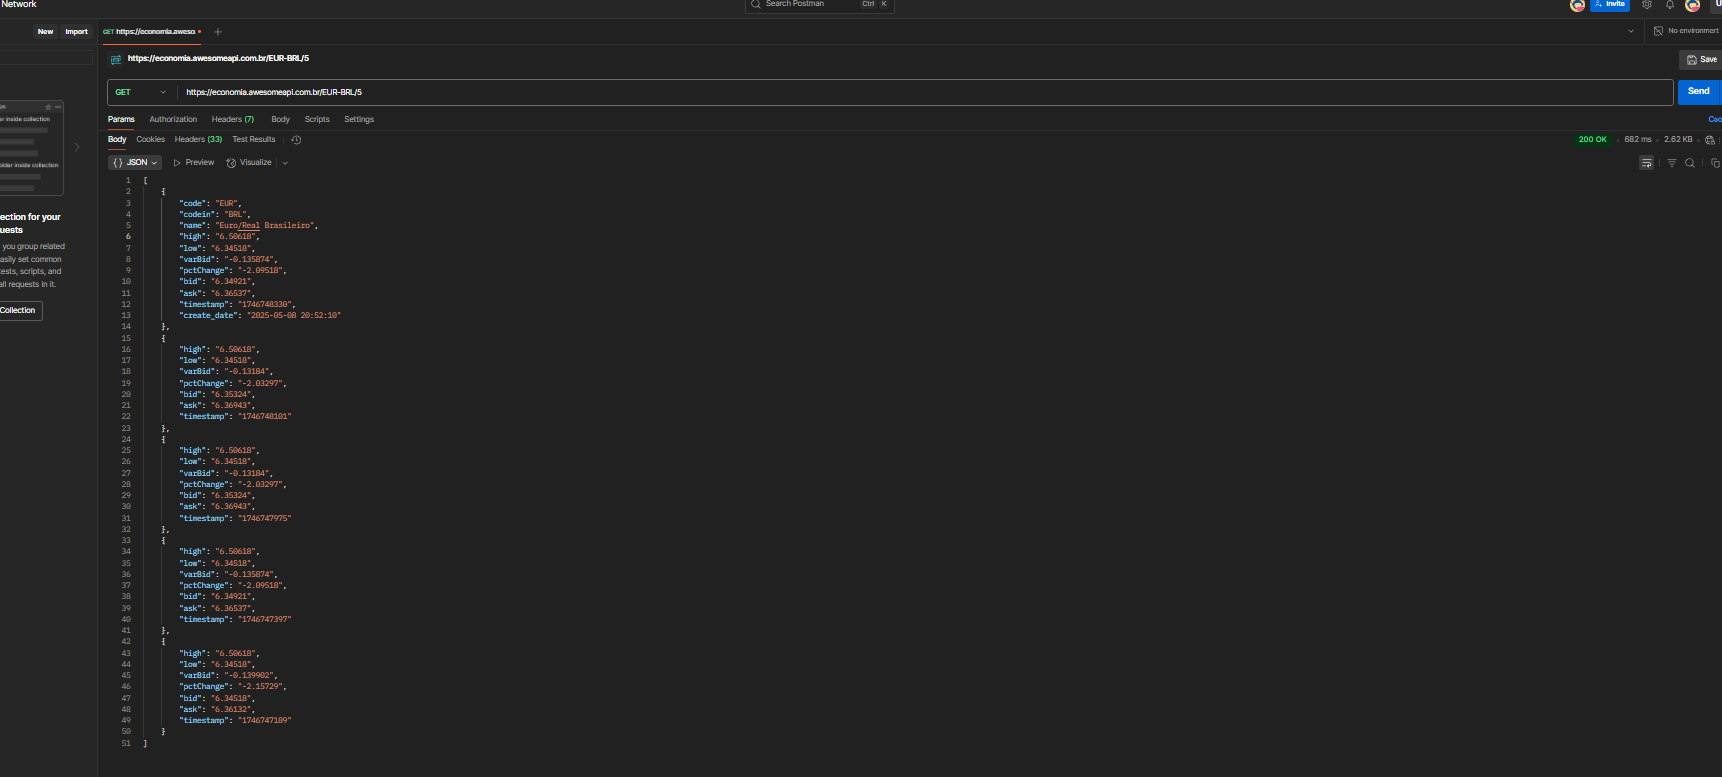 Network
Search Postman
Ctrl
K
Invite
New
Import
GET https://economia.aweso.
No environment
https://economia.awesomeapi.com.br/EUR-BRL/5
Save
GET
https://economia.awesomeapi.com.br/EUR-BRL/5
Send
Params
Authorization
Headers (7)
Body
Scripts
Settings
Body
Cookies
Headers (33)
Test Results
200 OK
682 ms
2.62 KB
{} JSON
Preview
Visualize
er inside collection
older inside collection
ection for your
uests
you group related
easily set common
tests, scripts, and
all requests in it.
Collection
1 [
2 {
3 "code": "EUR",
4 "codein": "BRL",
5 "name": "Euro/Real Brasileiro",
6 "high": "6.50618",
7 "low": "6.34518",
8 "varBid": "-0.135874",
9 "pctChange": "-2.09518",
10 "bid": "6.34921",
11 "ask": "6.36537",
12 "timestamp": "1746748330",
13 "create_date": "2025-05-08 20:52:10"
14 },
15 {
16 "high": "6.50618",
17 "low": "6.34518",
18 "varBid": "-0.13184",
19 "pctChange": "-2.03297",
20 "bid": "6.35324",
21 "ask": "6.36943",
22 "timestamp": "1746748101"
23 },
24 {
25 "high": "6.50618",
26 "low": "6.34518",
27 "varBid": "-0.13184",
28 "pctChange": "-2.03297",
29 "bid": "6.35324",
30 "ask": "6.36943",
31 "timestamp": "1746747975"
32 },
33 {
34 "high": "6.50618",
35 "low": "6.34518",
36 "varBid": "-0.135874",
37 "pctChange": "-2.09518",
38 "bid": "6.34921",
39 "ask": "6.36537",
40 "timestamp": "1746747397"
41 },
42 {
43 "high": "6.50618",
44 "low": "6.34518",
45 "varBid": "-0.139902",
46 "pctChange": "-2.15729",
47 "bid": "6.34518",
48 "ask": "6.36132",
49 "timestamp": "1746747189"
50 }
51 ]